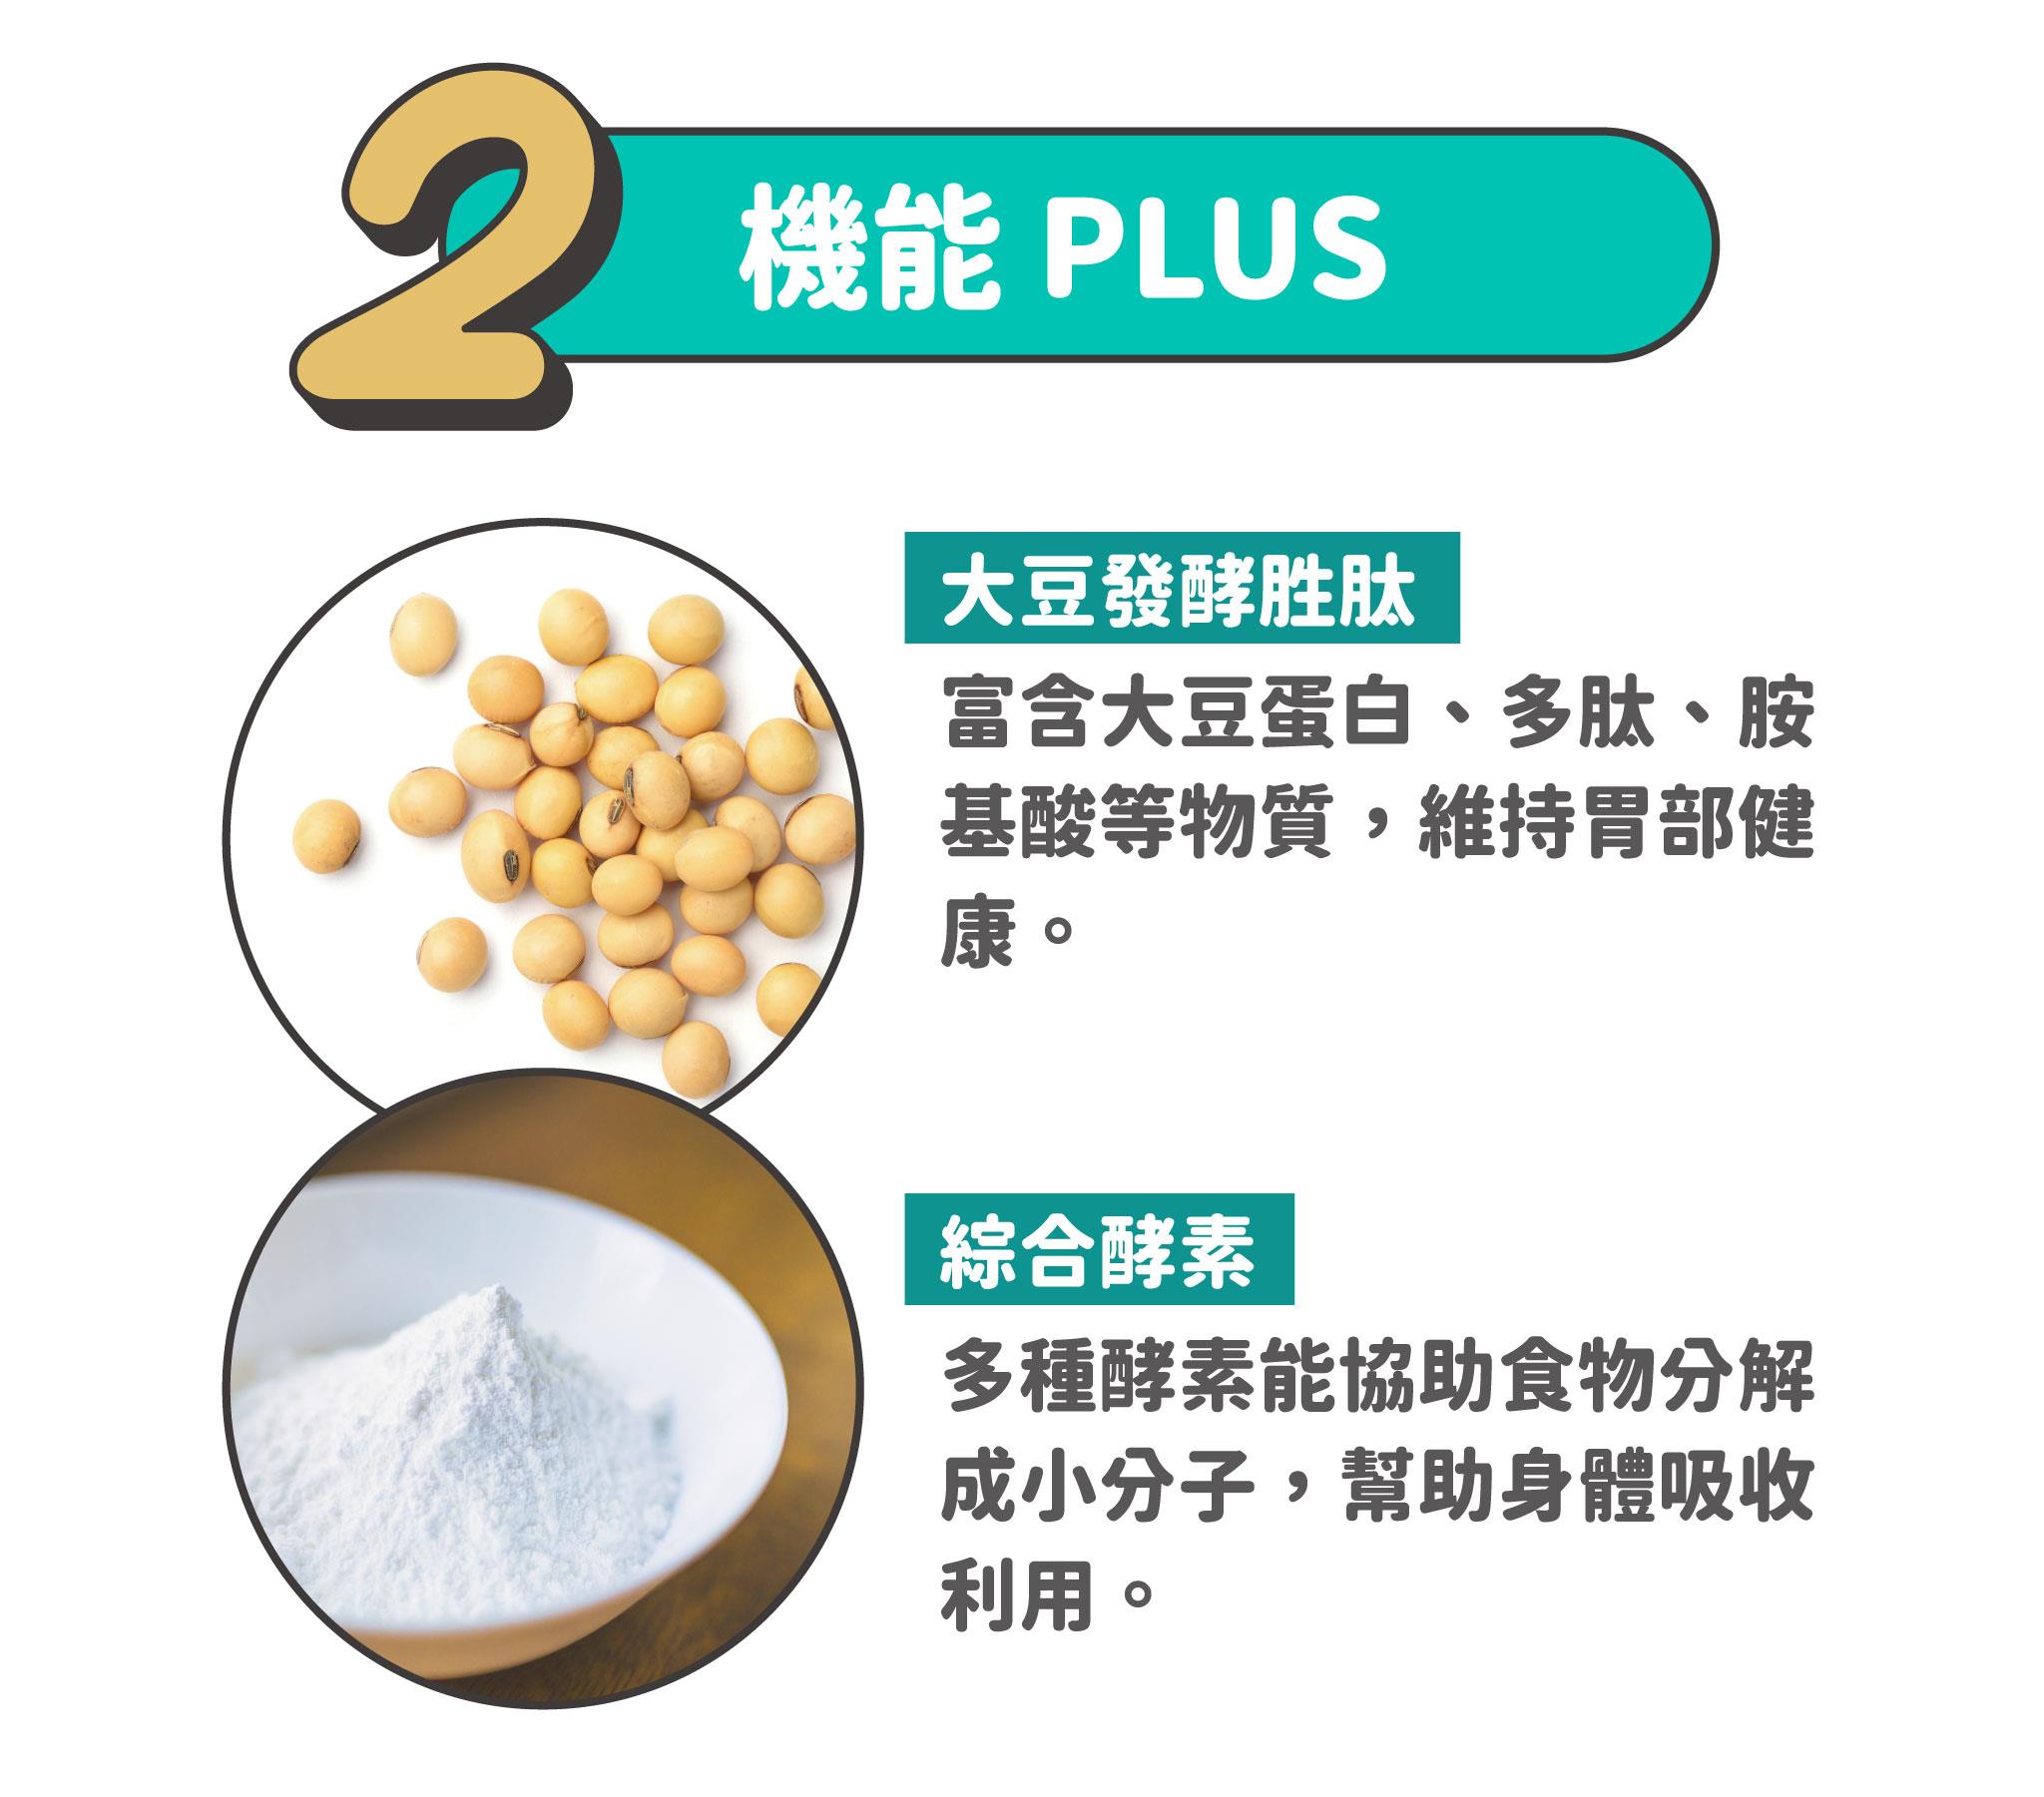 2
機能 PLUS
大豆發酵胜肽
富含大豆蛋白、多肽、胺
基酸等物質，維持胃部健
康。
綜合酵素
多種酵素能協助食物分解
成小分子，幫助身體吸收
利用。